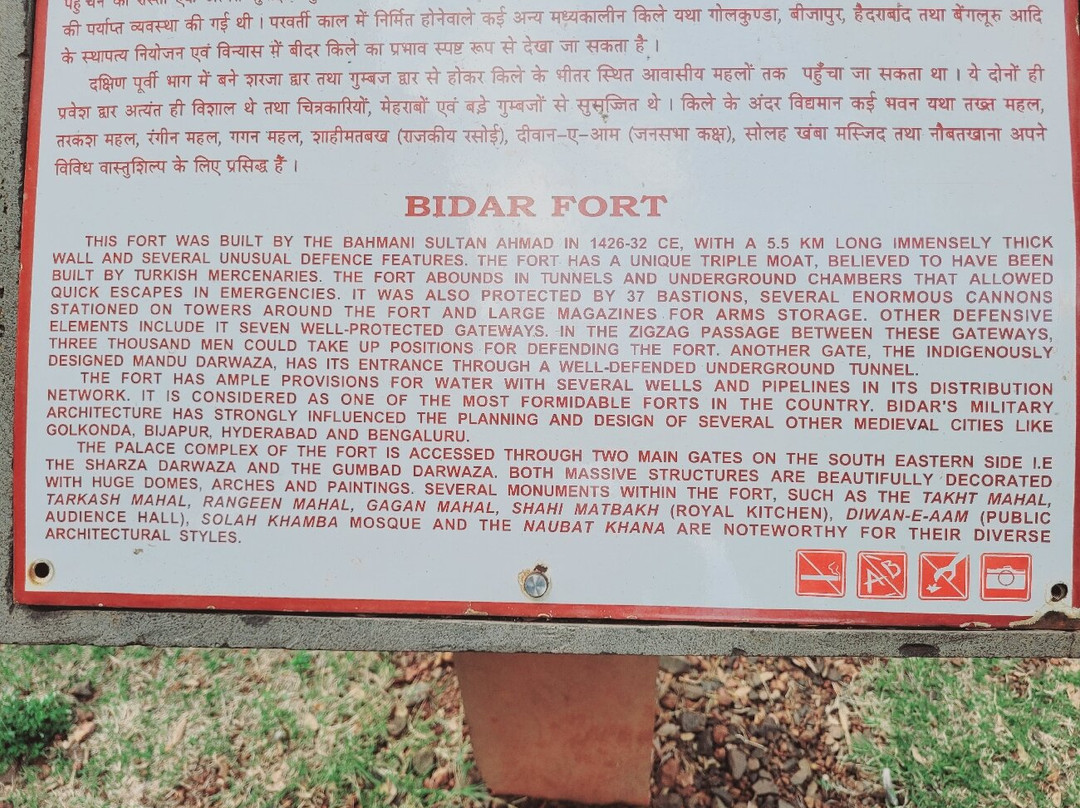 की पर्याप्त व्यवस्था की गई थी । परवर्ती काल में निर्मित होनेवाले कई अन्य मध्यकालीन किले यथा गोलकुण्डा, बीजापुर, हैदराबांद तथा बेंगलूरु आदि
के स्थापत्य नियोजन एवं विन्यास में बीदर किले का प्रभाव स्पष्ट रूप से देखा जा सकता है ।
दक्षिण पूर्वी भाग में बने शरजा द्वार तथा गुम्बज द्वार से होकर किले के भीतर स्थित आवासीय महलों तक पहुँचा जा सकता था । ये दोनों ही
प्रवेश द्वार अत्यंत ही विशाल थे तथा चित्रकारियों, मेहराबों एवं बड़े गुम्बजों से सुसज्जित थे । किले के अंदर विद्यमान कई भवन यथा तख्त महल,
तरकश महल, रंगीन महल, गगन महल, शाहीमतबख (राजकीय रसोई), दीवान-ए-आम (जनसभा कक्ष), सोलह खंबा मस्जिद तथा नौबतखाना अपने
विविध वास्तुशिल्प के लिए प्रसिद्ध हैं ।
BIDAR FORT
THIS FORT WAS BUILT BY THE BAHMANI SULTAN AHMAD IN 1426-32 CE, WITH A 5.5 KM LONG IMMENSELY THICK
WALL AND SEVERAL UNUSUAL DEFENCE FEATURES. THE FORT HAS A UNIQUE TRIPLE MOAT, BELIEVED TO HAVE BEEN
BUILT BY TURKISH MERCENARIES. THE FORT ABOUNDS IN TUNNELS AND UNDERGROUND CHAMBERS THAT ALLOWED
QUICK ESCAPES IN EMERGENCIES. IT WAS ALSO PROTECTED BY 37 BASTIONS, SEVERAL ENORMOUS CANNONS
STATIONED ON TOWERS AROUND THE FORT AND LARGE MAGAZINES FOR ARMS STORAGE. OTHER DEFENSIVE
ELEMENTS INCLUDE IT SEVEN WELL-PROTECTED GATEWAYS. IN THE ZIGZAG PASSAGE BETWEEN THESE GATEWAYS,
THREE THOUSAND MEN COULD TAKE UP POSITIONS FOR DEFENDING THE FORT. ANOTHER GATE, THE INDIGENOUSLY
DESIGNED MANDU DARWAZA, HAS ITS ENTRANCE THROUGH A WELL-DEFENDED UNDERGROUND TUNNEL.
THE FORT HAS AMPLE PROVISIONS FOR WATER WITH SEVERAL WELLS AND PIPELINES IN ITS DISTRIBUTION
NETWORK. IT IS CONSIDERED AS ONE OF THE MOST FORMIDABLE FORTS IN THE COUNTRY. BIDAR'S MILITARY
ARCHITECTURE HAS STRONGLY INFLUENCED THE PLANNING AND DESIGN OF SEVERAL OTHER MEDIEVAL CITIES LIKE
GOLKONDA, BIJAPUR, HYDERABAD AND BENGALURU.
THE PALACE COMPLEX OF THE FORT IS ACCESSED THROUGH TWO MAIN GATES ON THE SOUTH EASTERN SIDE I.E
THE SHARZA DARWAZA AND THE GUMBAD DARWAZA. BOTH MASSIVE STRUCTURES ARE BEAUTIFULLY DECORATED
WITH HUGE DOMES, ARCHES AND PAINTINGS. SEVERAL MONUMENTS WITHIN THE FORT, SUCH AS THE TAKHT MAHAL,
TARKASH MAHAL, RANGEEN MAHAL, GAGAN MAHAL, SHAHI MATBAKH (ROYAL KITCHEN), DIWAN-E-AAM (PUBLIC
AUDIENCE HALL), SOLAH KHAMBA MOSQUE AND THE NAUBAT KHANA ARE NOTEWORTHY FOR THEIR DIVERSE
ARCHITECTURAL STYLES.
AB